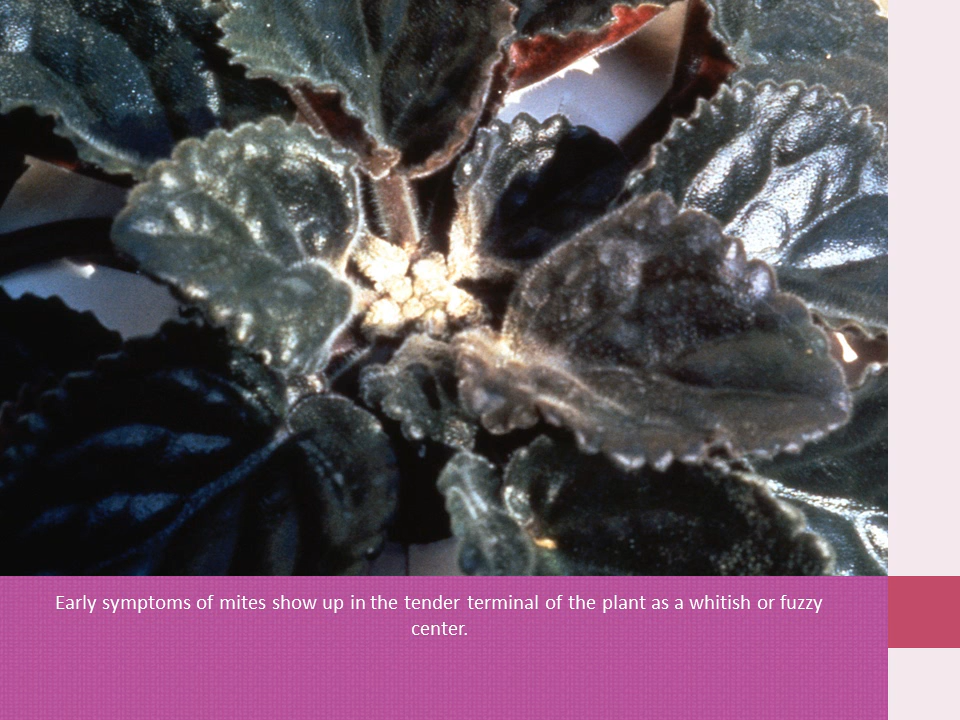 Early symptoms of mites show up in the tender terminal of the plant as a whitish or fuzzy
center.